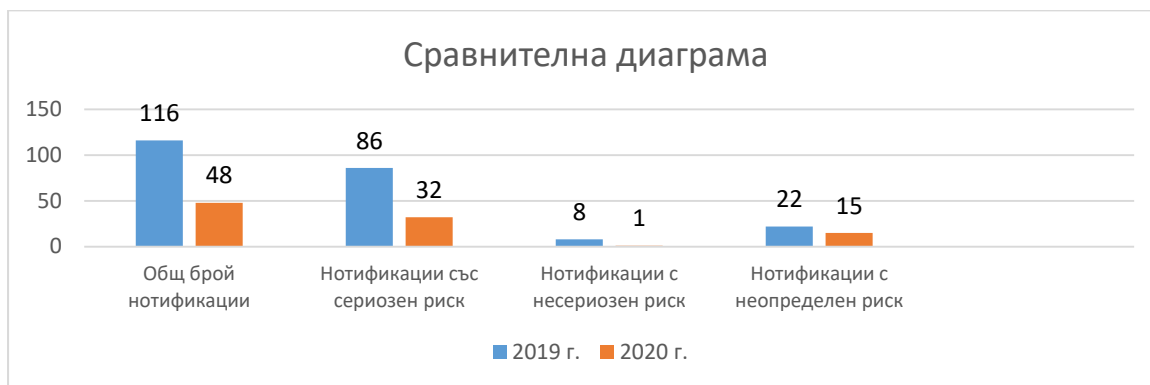 Сравнителна диаграма
150
100
50
0
116
48
86
32
8
1
22
15
Общ брой
нотификации
Нотификации със
сериозен риск
Нотификации с
несериозен риск
Нотификации с
неопределен риск
2019 г.
2020 г.